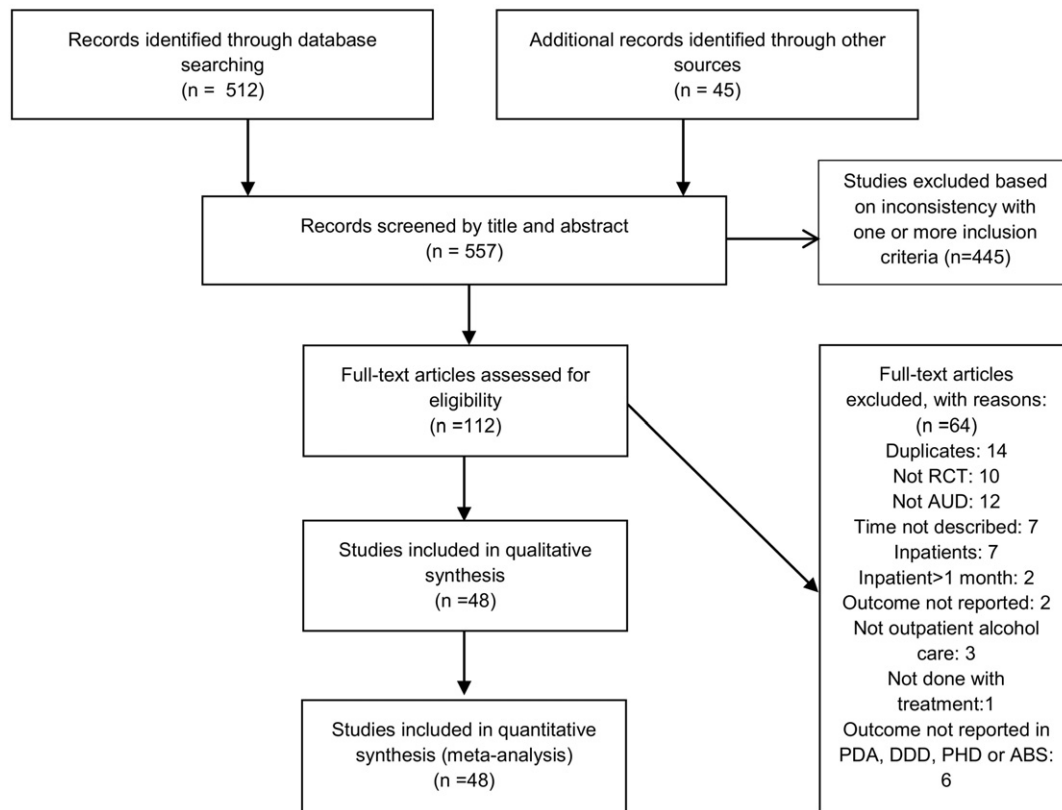 Records identified through database
searching
(n = 512)
Additional records identified through other
sources
(n = 45)
Records screened by title and abstract
(n = 557)
Studies excluded based
on inconsistency with
one or more inclusion
criteria (n=445)
Full-text articles assessed for
eligibility
(n =112)
Full-text articles
excluded, with reasons:
(n =64)
Duplicates: 14
Not RCT: 10
Not AUD: 12
Time not described: 7
Inpatients: 7
Inpatient>1 month: 2
Outcome not reported: 2
Not outpatient alcohol
care: 3
Not done with
treatment:1
Outcome not reported in
PDA, DDD, PHD or ABS:
6
Studies included in qualitative
synthesis
(n =48)
Studies included in quantitative
synthesis (meta-analysis)
(n =48)